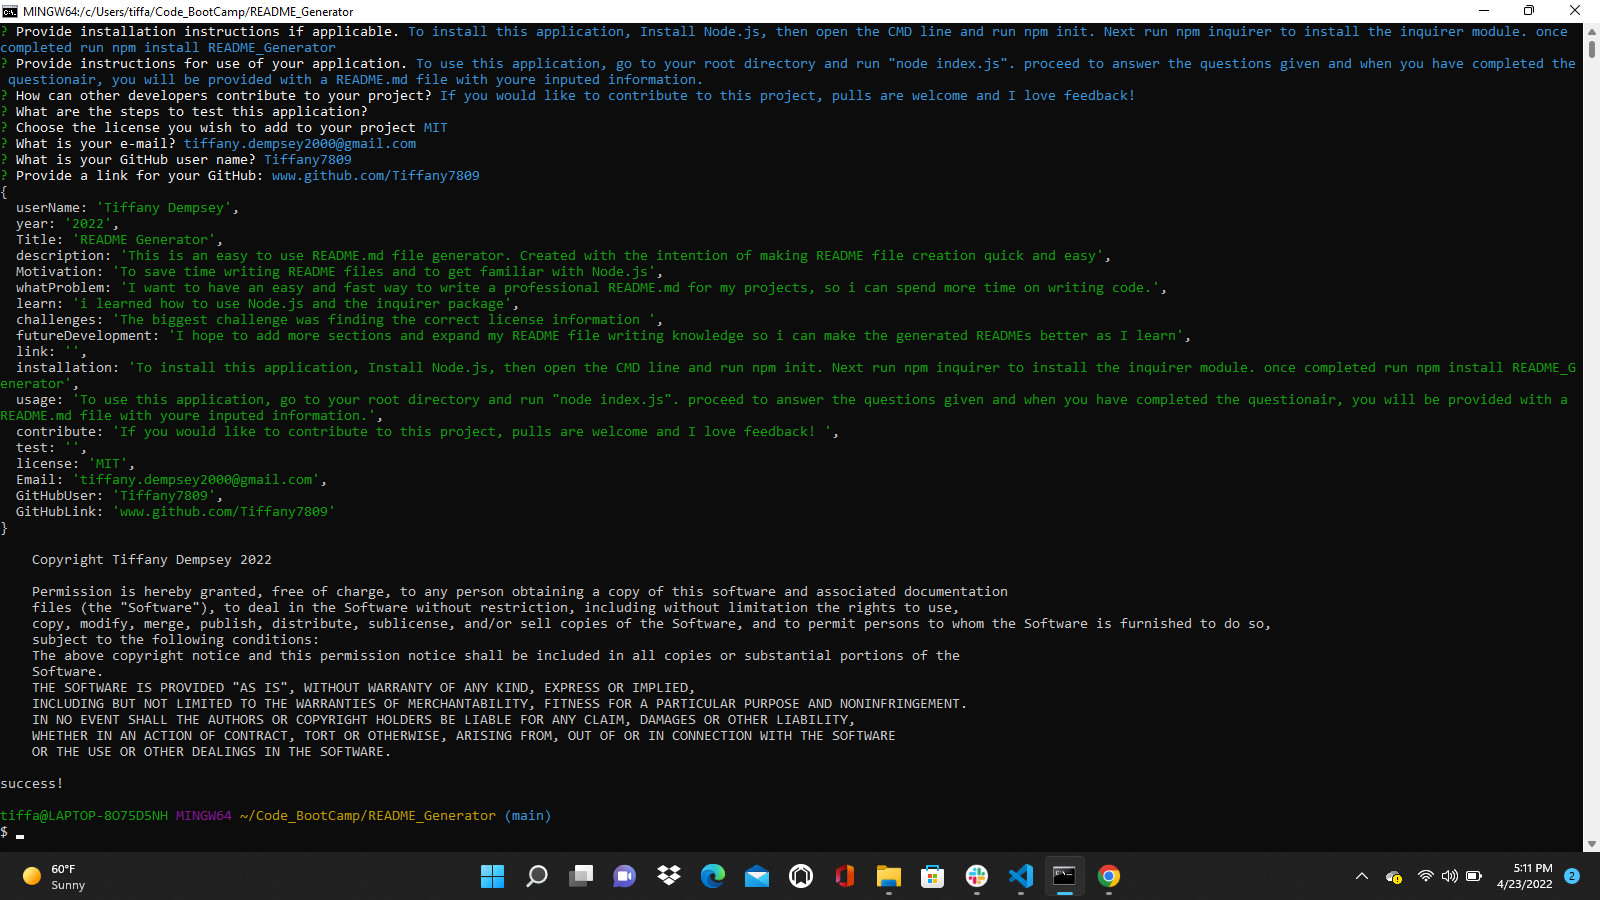 MINGW64:/c/Users/tiffa/Code_BootCamp/README_Generator
? Provide installation instructions if applicable. To install this application, Install Node.js, then open the CMD line and run npm init. Next run npm inquirer to install the inquirer module. once
completed run npm install README_Generator
? Provide instructions for use of your application. To use this application, go to your root directory and run "node index.js". proceed to answer the questions given and when you have completed the
questionair, you will be provided with a README.md file with youre inputed information.
? How can other developers contribute to your project? If you would like to contribute to this project, pulls are welcome and I love feedback!
? What are the steps to test this application?
? Choose the license you wish to add to your project MIT
? What is your e-mail? tiffany.dempsey2000@gmail.com
? What is your GitHub user name? Tiffany7809
? Provide a link for your GitHub: www.github.com/Tiffany7809
{
userName: 'Tiffany Dempsey',
year: '2022',
Title: 'README Generator',
description: 'This is an easy to use README.md file generator. Created with the intention of making README file creation quick and easy',
Motivation: 'To save time writing README files and to get familiar with Node.js',
whatProblem: 'I want to have an easy and fast way to write a professional README.md for my projects, so i can spend more time on writing code.',
learn: 'i learned how to use Node.js and the inquirer package',
challenges: 'The biggest challenge was finding the correct license information ',
futureDevelopment: 'I hope to add more sections and expand my README file writing knowledge so i can make the generated READMEs better as I learn',
link: '',
installation: 'To install this application, Install Node.js, then open the CMD line and run npm init. Next run npm inquirer to install the inquirer module. once completed run npm install README_G
enerator',
usage: 'To use this application, go to your root directory and run "node index.js". proceed to answer the questions given and when you have completed the questionair, you will be provided with a
README.md file with youre inputed information.',
contribute: 'If you would like to contribute to this project, pulls are welcome and I love feedback! ',
test: '',
license: 'MIT',
Email: 'tiffany.dempsey2000@gmail.com',
GitHubUser: 'Tiffany7809',
GitHubLink: 'www.github.com/Tiffany7809'
}
Copyright Tiffany Dempsey 2022
Permission is hereby granted, free of charge, to any person obtaining a copy of this software and associated documentation
files (the "Software"), to deal in the Software without restriction, including without limitation the rights to use,
copy, modify, merge, publish, distribute, sublicense, and/or sell copies of the Software, and to permit persons to whom the Software is furnished to do so,
subject to the following conditions:
The above copyright notice and this permission notice shall be included in all copies or substantial portions of the
Software.
THE SOFTWARE IS PROVIDED "AS IS", WITHOUT WARRANTY OF ANY KIND, EXPRESS OR IMPLIED,
INCLUDING BUT NOT LIMITED TO THE WARRANTIES OF MERCHANTABILITY, FITNESS FOR A PARTICULAR PURPOSE AND NONINFRINGEMENT.
IN NO EVENT SHALL THE AUTHORS OR COPYRIGHT HOLDERS BE LIABLE FOR ANY CLAIM, DAMAGES OR OTHER LIABILITY,
WHETHER IN AN ACTION OF CONTRACT, TORT OR OTHERWISE, ARISING FROM, OUT OF OR IN CONNECTION WITH THE SOFTWARE
OR THE USE OR OTHER DEALINGS IN THE SOFTWARE.
success!
tiffa@LAPTOP-8O75D5NH MINGW64 ~/Code_BootCamp/README_Generator (main)
$
60°F
Sunny
5:11 PM
4/23/2022
2